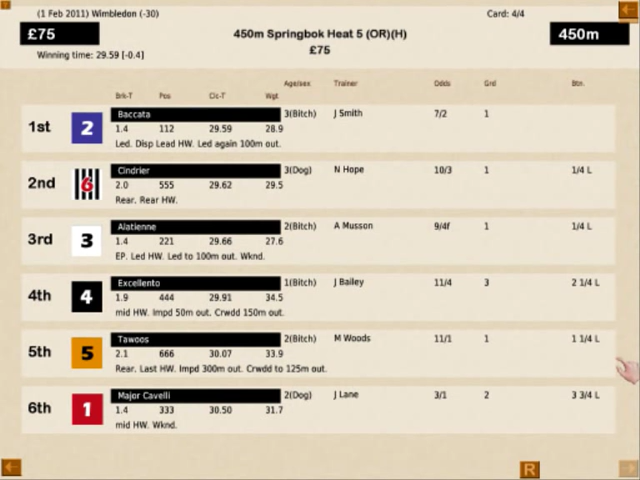 (1 Feb 2011) Wimbledon (-30)
Card: 4/4
£75
450m Springbok Heat 5 (OR)(H)
450m
£75
Winning time: 29.59 [-0.4]
Brk-T Pos Clc-T Wgt Age/sex Trainer Odds Grd Btn.
1st 2 Baccata 3(Bitch) J Smith 7/2 1
1.4 112 29.59 28.9
Led. Disp Lead HW. Led again 100m out.
2nd 6 Cindrier 3(Dog) N Hope 10/3 1 1/4 L
2.0 555 29.62 29.5
Rear. Rear HW.
3rd 3 Alatienne 2(Bitch) A Musson 9/4f 1 1/4 L
1.4 221 29.66 27.6
EP. Led HW. Led to 100m out. Wknd.
4th 4 Excellento 1(Bitch) J Bailey 11/4 3 2 1/4 L
1.9 444 29.91 34.5
mid HW. Impd 50m out. Crwdd 150m out.
5th 5 Tawoos 2(Bitch) M Woods 11/1 1 1 1/4 L
2.1 666 30.07 33.9
Rear. Last HW. Impd 300m out. Crwdd to 125m out.
6th 1 Major Cavelli 2(Dog) J Lane 3/1 2 3 3/4 L
1.4 333 30.50 31.7
mid HW. Wknd.
R